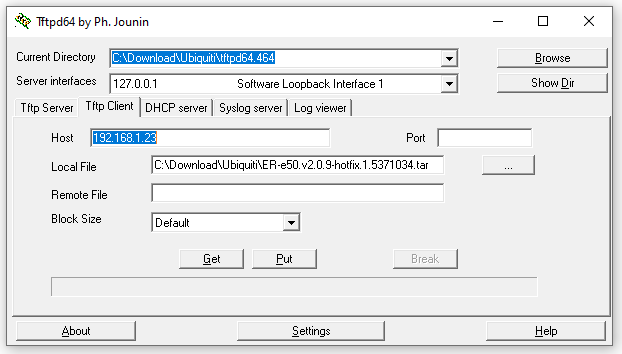 Tftpd64 by Ph. Jounin
Current Directory C:\Download\Ubiquiti\tftpd64.464 Browse
Server interfaces 127.0.0.1 Software Loopback Interface 1 Show Dir
Tftp Server Tftp Client DHCP server Syslog server Log viewer
Host 192.168.1.23 Port
Local File C:\Download\Ubiquiti\ER-e50.v2.0.9-hotfix.1.5371034.tar ...
Remote File
Block Size Default
Get Put Break
About Settings Help